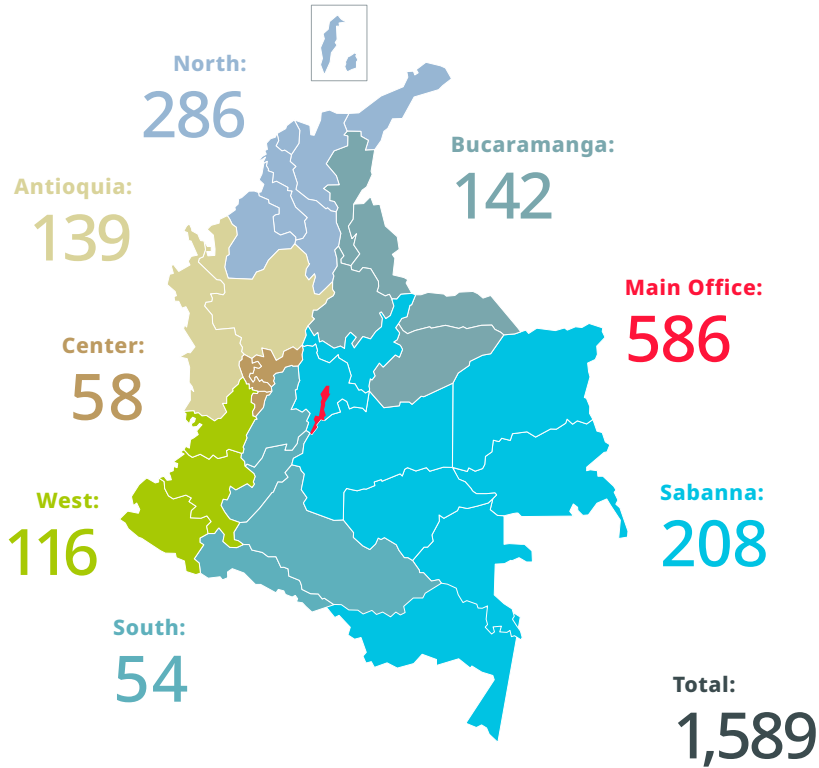 North:
286
Bucaramanga:
142
Antioquia:
139
Main Office:
586
Center:
58
West:
116
Sabanna:
208
South:
54
Total:
1,589